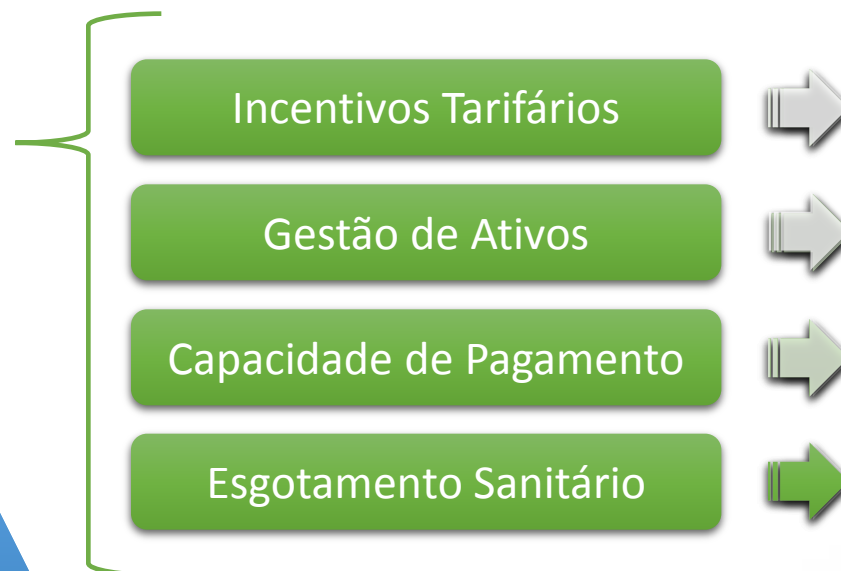 Incentivos Tarifários
Gestão de Ativos
Capacidade de Pagamento
Esgotamento Sanitário